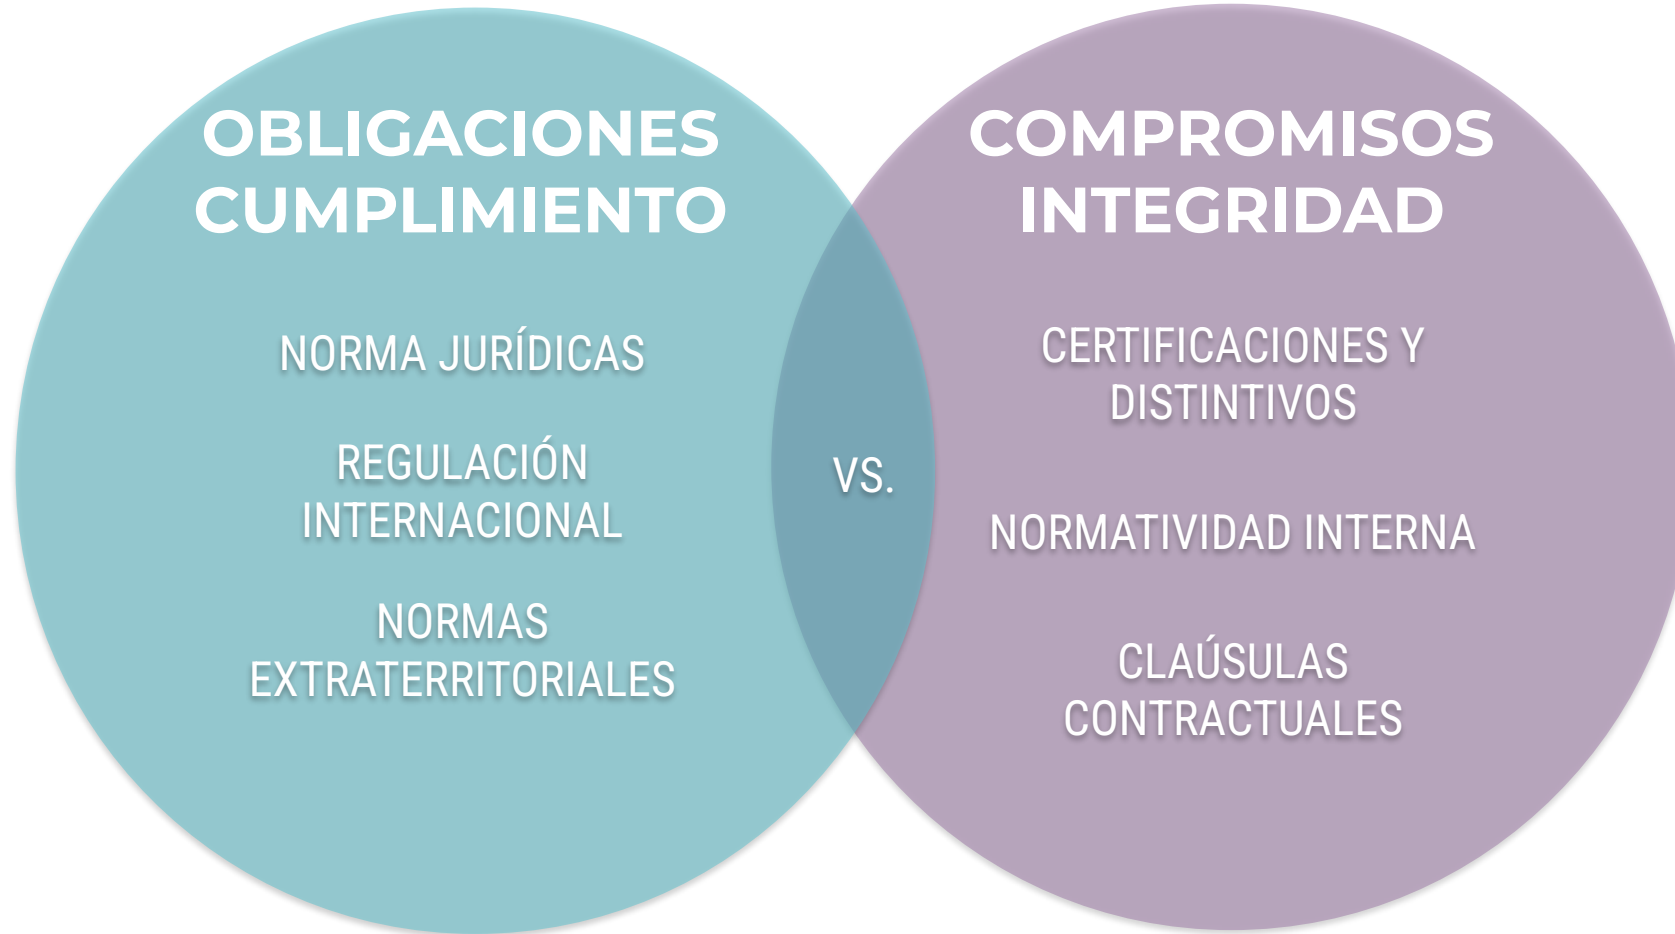 OBLIGACIONES
CUMPLIMIENTO
NORMA JURÍDICAS
REGULACIÓN
INTERNACIONAL
NORMAS
EXTRATERRITORIALES
VS.
COMPROMISOS
INTEGRIDAD
CERTIFICACIONES Y
DISTINTIVOS
NORMATIVIDAD INTERNA
CLAÚSULAS
CONTRACTUALES